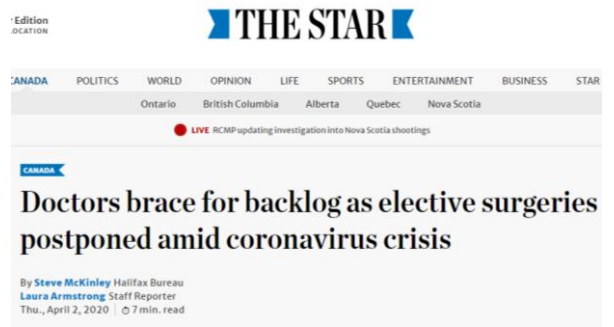 Edition
THE STAR
CANADA POLITICS WORLD OPINION LIFE SPORTS ENTERTAINMENT BUSINESS STAR
Ontario British Columbia Alberta Quebec Nova Scotia
LIVE RCMP updating investigation into Nova Scotia shootings
CANADA
Doctors brace for backlog as elective surgeries
postponed amid coronavirus crisis
By Steve McKinley Halifax Bureau
Laura Armstrong Staff Reporter
Thu., April 2, 2020 7 min. read